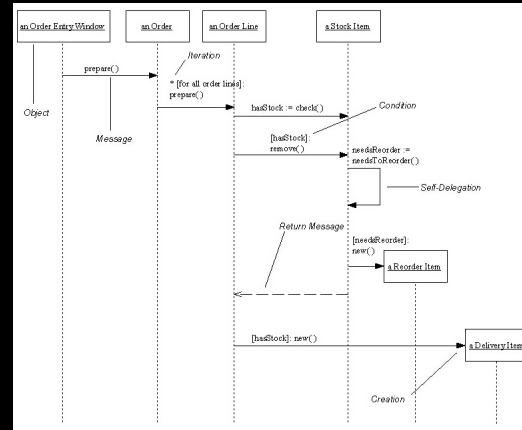 an Order Entry Window
an Order
an Order Line
a Stock Item
Iteration
prepare()
* [for all order lines]:
prepare()
Object
Message
hasStock := check()
Condition
[hasStock]:
remove()
needsReorder :=
needsToReorder()
Self-Delegation
Return Message
[needsReorder]:
new()
a Reorder Item
[hasStock]: new()
a Delivery Item
Creation